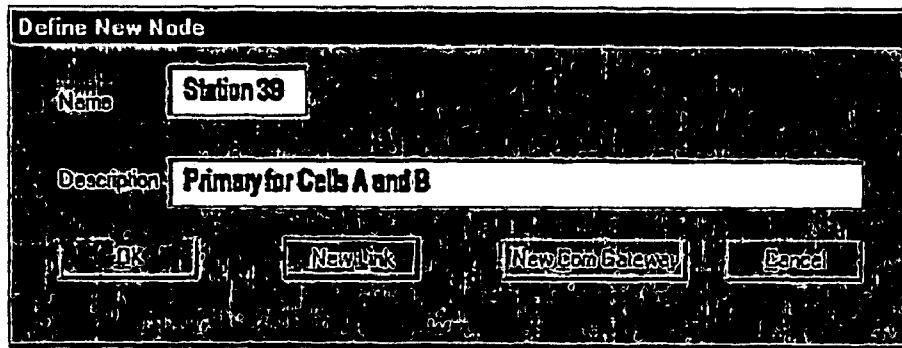 Define New Node
Name Station 39
Description Primary for Cells A and B
OK New Link New Com Gateway Cancel